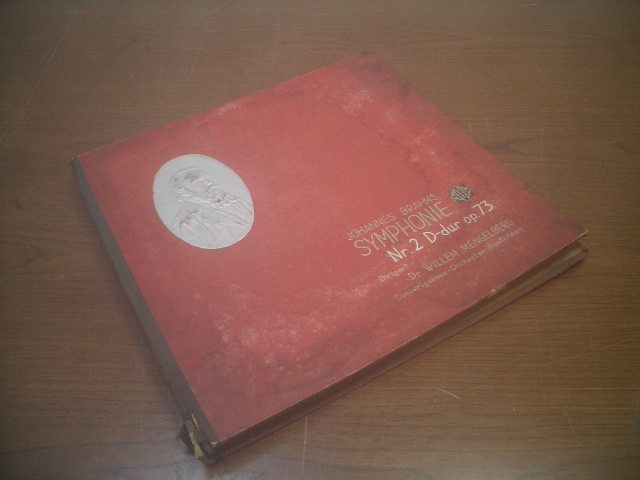 JOHANNES BRAHMS
SYMPHONIE
Nr. 2 D-dur op. 73
Dirigent
Dr. WILLEM MENGELBERG
Concertgebouw-Orchester, Amsterdam